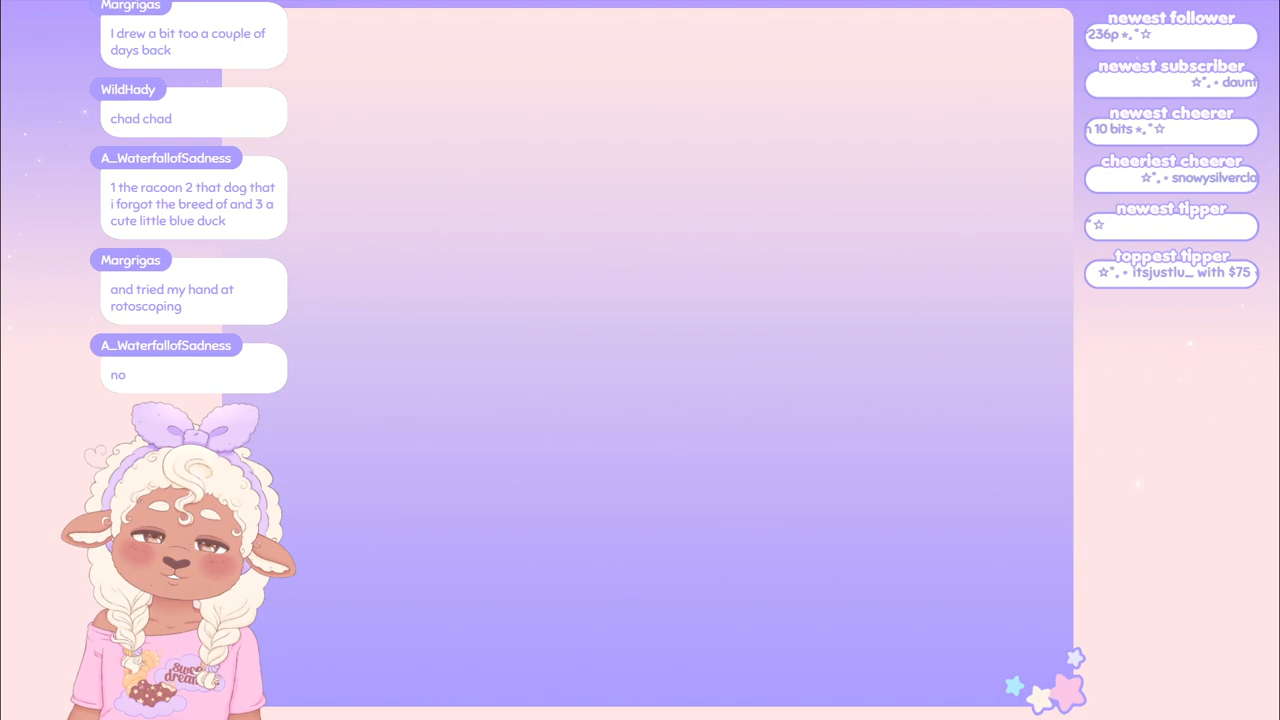 Margrigas
I drew a bit too a couple of
days back
WildHady
chad chad
A_WaterfallofSadness
1 the racoon 2 that dog that
i forgot the breed of and 3 a
cute little blue duck
Margrigas
and tried my hand at
rotoscoping
A_WaterfallofSadness
no
newest follower
236p ⋆｡˚☆
newest subscriber
☆˚｡⋆ daunt
newest cheerer
10 bits ⋆｡˚☆
cheeriest cheerer
☆˚｡⋆ snowysilverclo
newest tipper
˚☆
toppest tipper
☆˚｡⋆ itsjustlu_ with $75